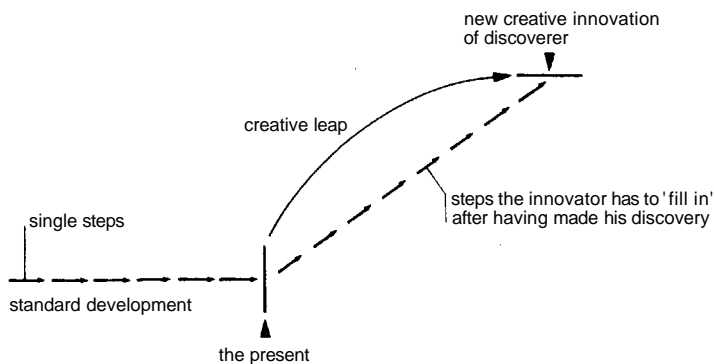 new creative innovation
of discoverer
creative leap
steps the innovator has to 'fill in'
after having made his discovery
single steps
standard development
the present